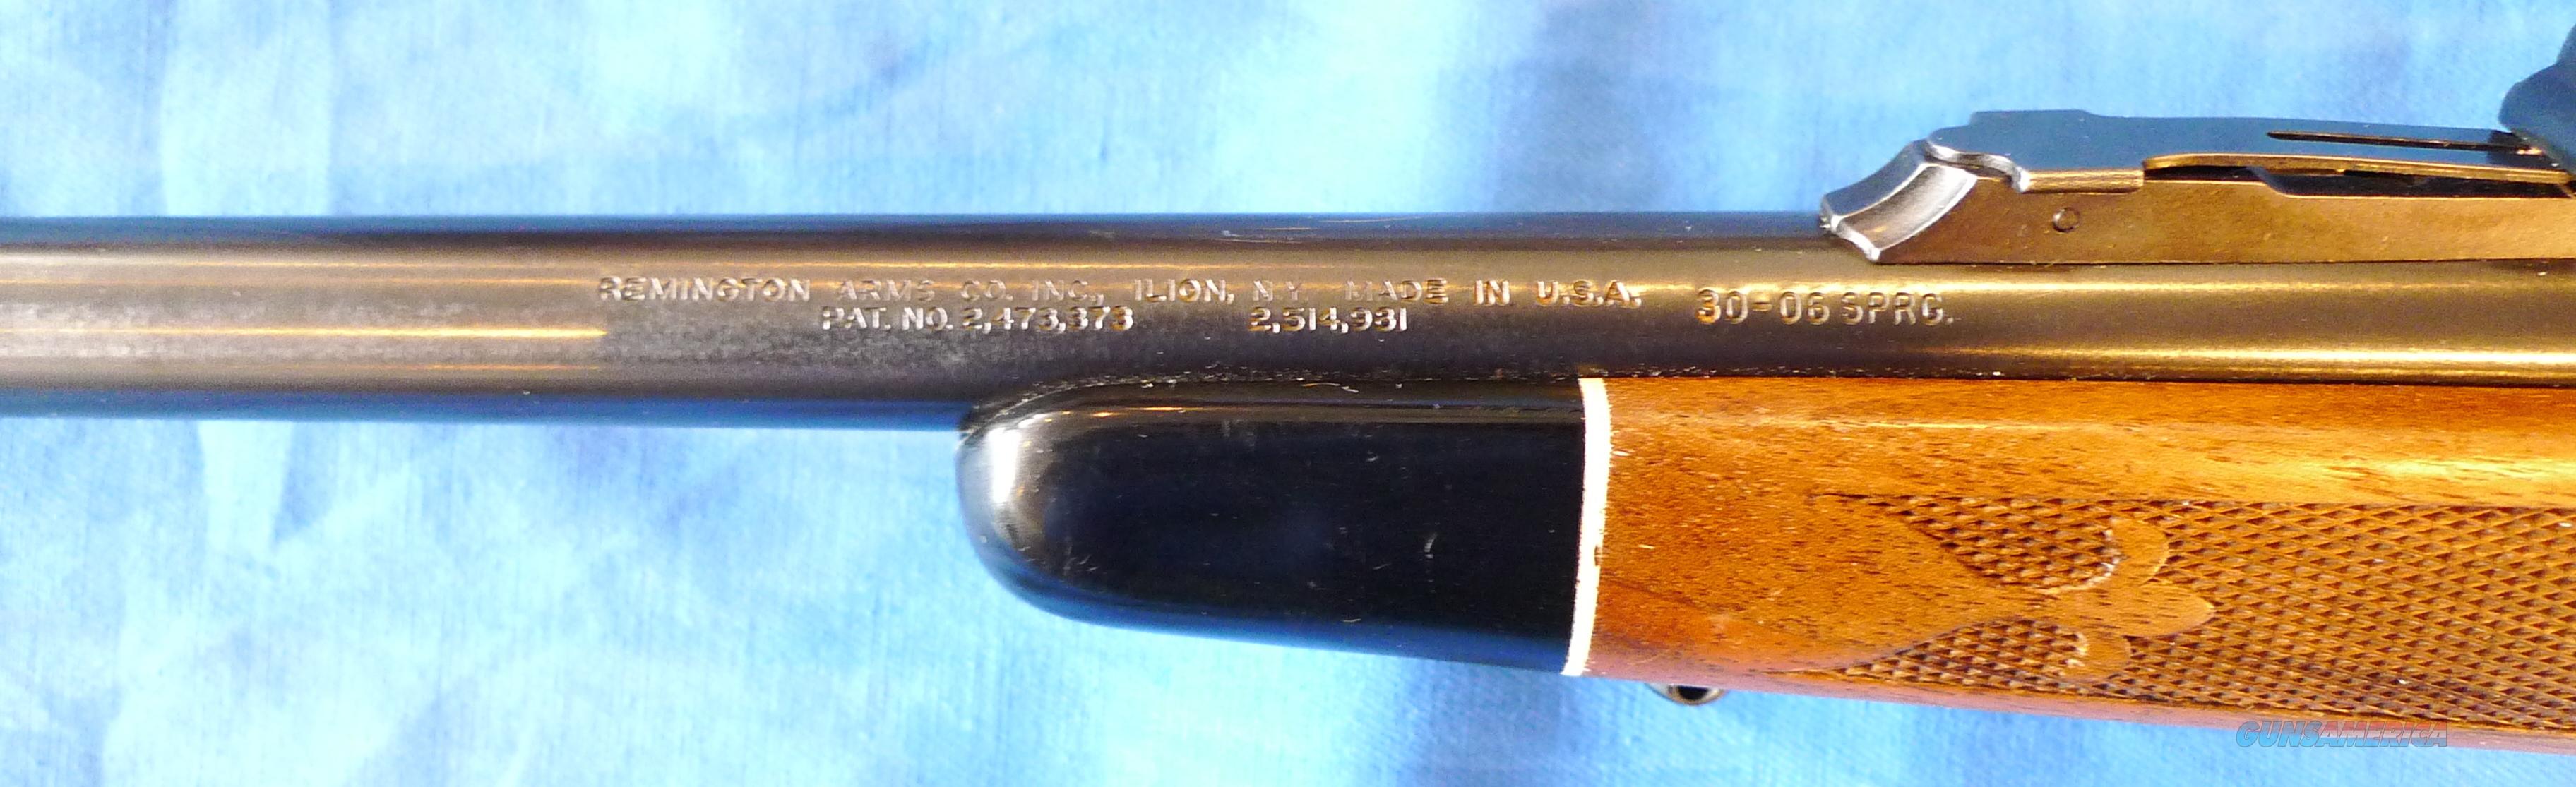 REMINGTON ARMS CO. INC., ILION, N.Y. MADE IN U.S.A.
PAT. NO. 2,473,373 2,514,981
30-06 SPRG.
GUNSAMERICA